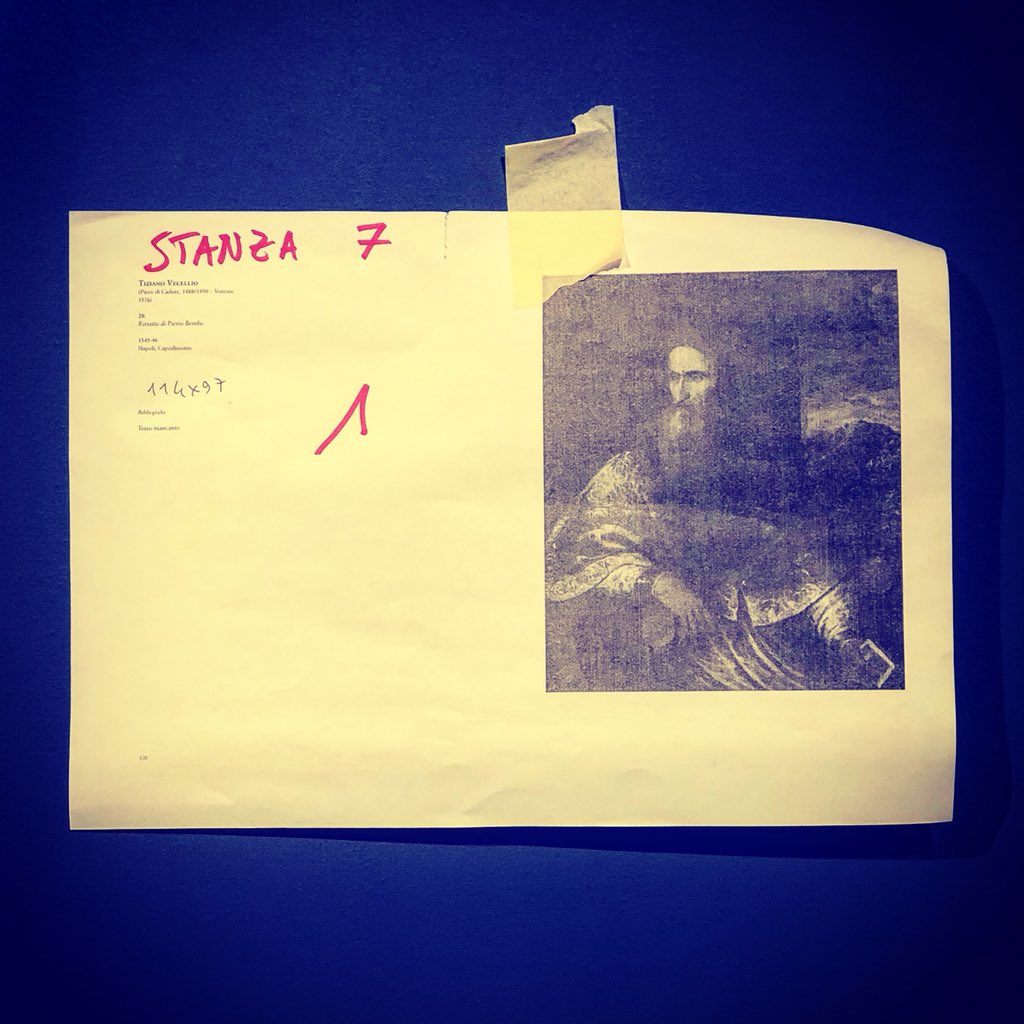 STANZA 7
TIZIANO VECELLIO
(Pieve di Cadore, 1488/1490 - Venezia,
1576)
28
Ritratto di Pietro Bembo
1545-46
Napoli, Capodimonte
114x97
1
Bibliografia
Testo mancante